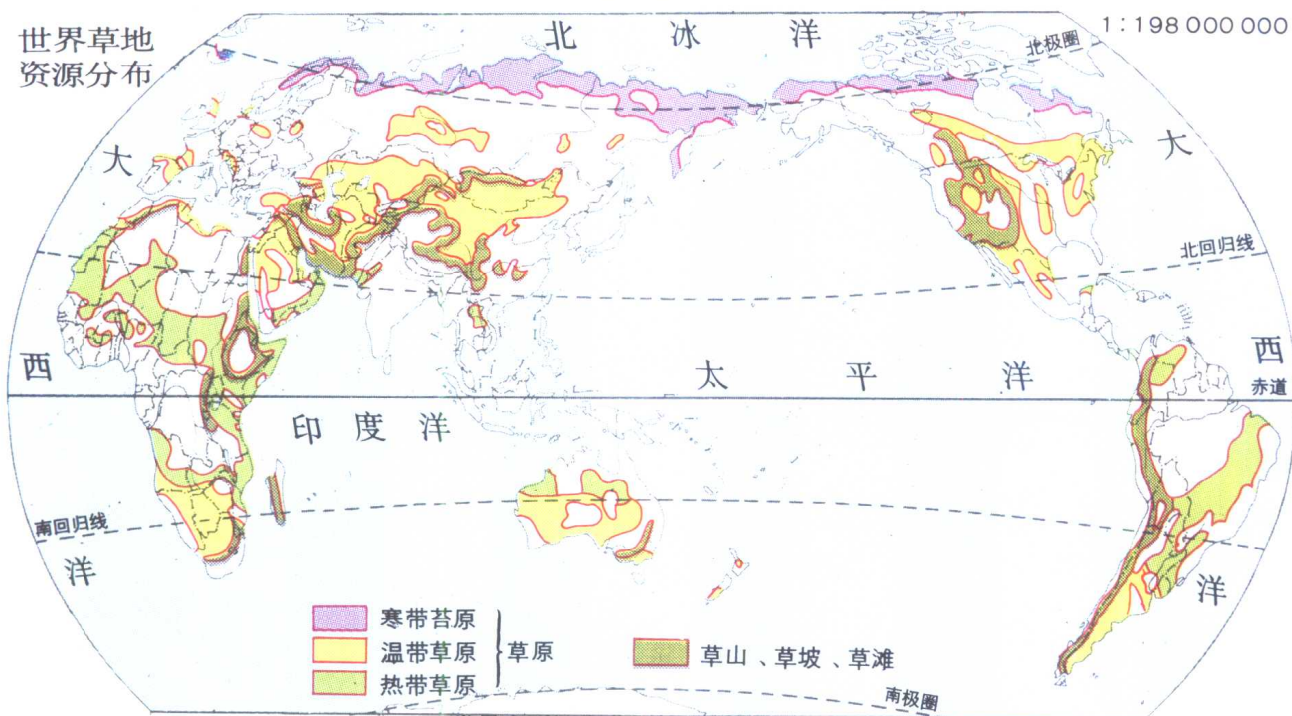 世界草地
资源分布
1:198 000 000
北 冰 洋
北极圈
大
大
北回归线
西
太 平 洋
西
赤道
印 度 洋
南回归线
洋
洋
寒带苔原
温带草原
热带草原
草原
草山、草坡、草滩
南极圈